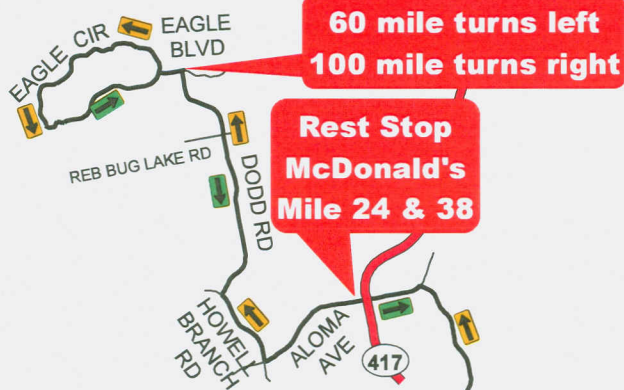 EAGLE CIR
EAGLE
BLVD
60 mile turns left
100 mile turns right
Rest Stop
McDonald's
Mile 24 & 38
REB BUG LAKE RD
DODD RD
HOWELL
BRANCH
RD
ALOMA
AVE
417